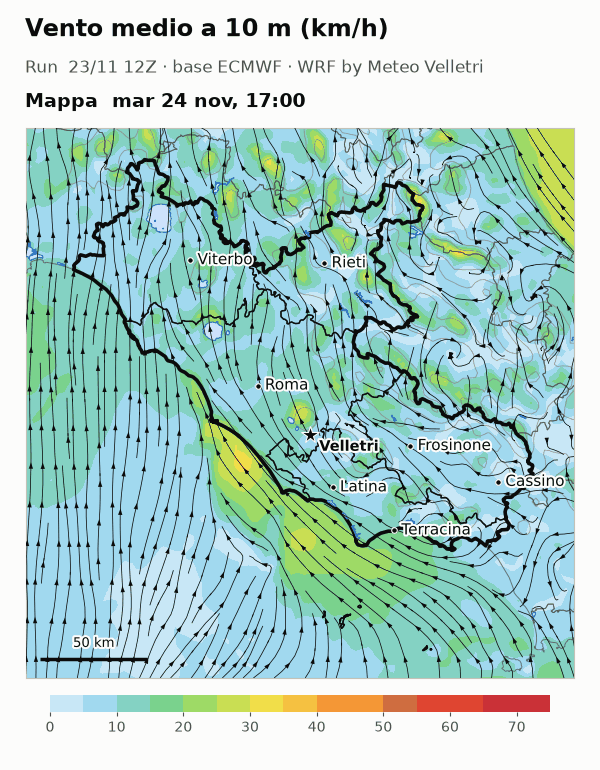 Vento medio a 10 m (km/h)
Run  23/11 12Z · base ECMWF · WRF by Meteo Velletri
Mappa  mar 24 nov, 17:00
Viterbo
Rieti
Roma
Velletri
Frosinone
Cassino
Latina
Terracina
50 km
0 10 20 30 40 50 60 70